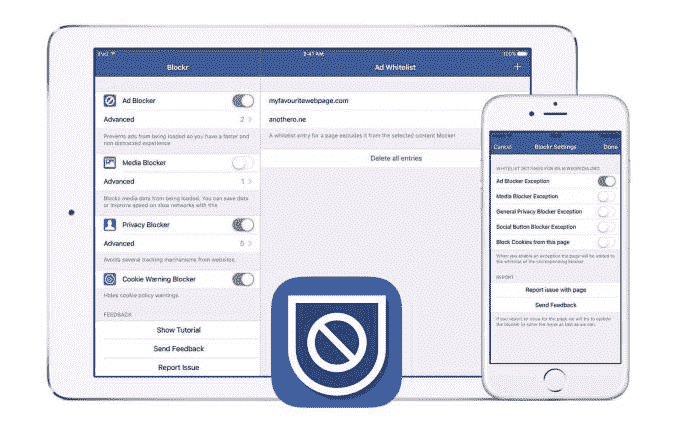 iPad
9:41 AM
100%
Blockr
Ad Whitelist
+
Ad Blocker
Advanced
2 >
Prevents ads from being loaded so you have a faster and
non distracted experience
Media Blocker
Advanced
1 >
Blocks media data from being loaded. You can save data
or improve speed on slow networks with this
Privacy Blocker
Advanced
5 >
Avoids several tracking mechanisms from websites.
Cookie Warning Blocker
Hides cookie policy warnings.
FEEDBACK
Show Tutorial
Send Feedback
Report Issue
myfavouritewebpage.com
anothero.ne
A whitelist entry for a page excludes it from the selected content blocker
Delete all entries
Cancel
Blockr Settings
Done
WHITELIST SETTINGS FOR EN.M.WIKIPEDIA.ORG
Ad Blocker Exception
Media Blocker Exception
General Privacy Blocker Exception
Social Button Blocker Exception
Block Cookies from this page
When you enable an exception the page will be added to
the whitelist of the corresponding blocker
REPORT
Report issue with page
Send Feedback
If you report an issue for the page we will try to update
the blocker to solve the issue as fast as we can.